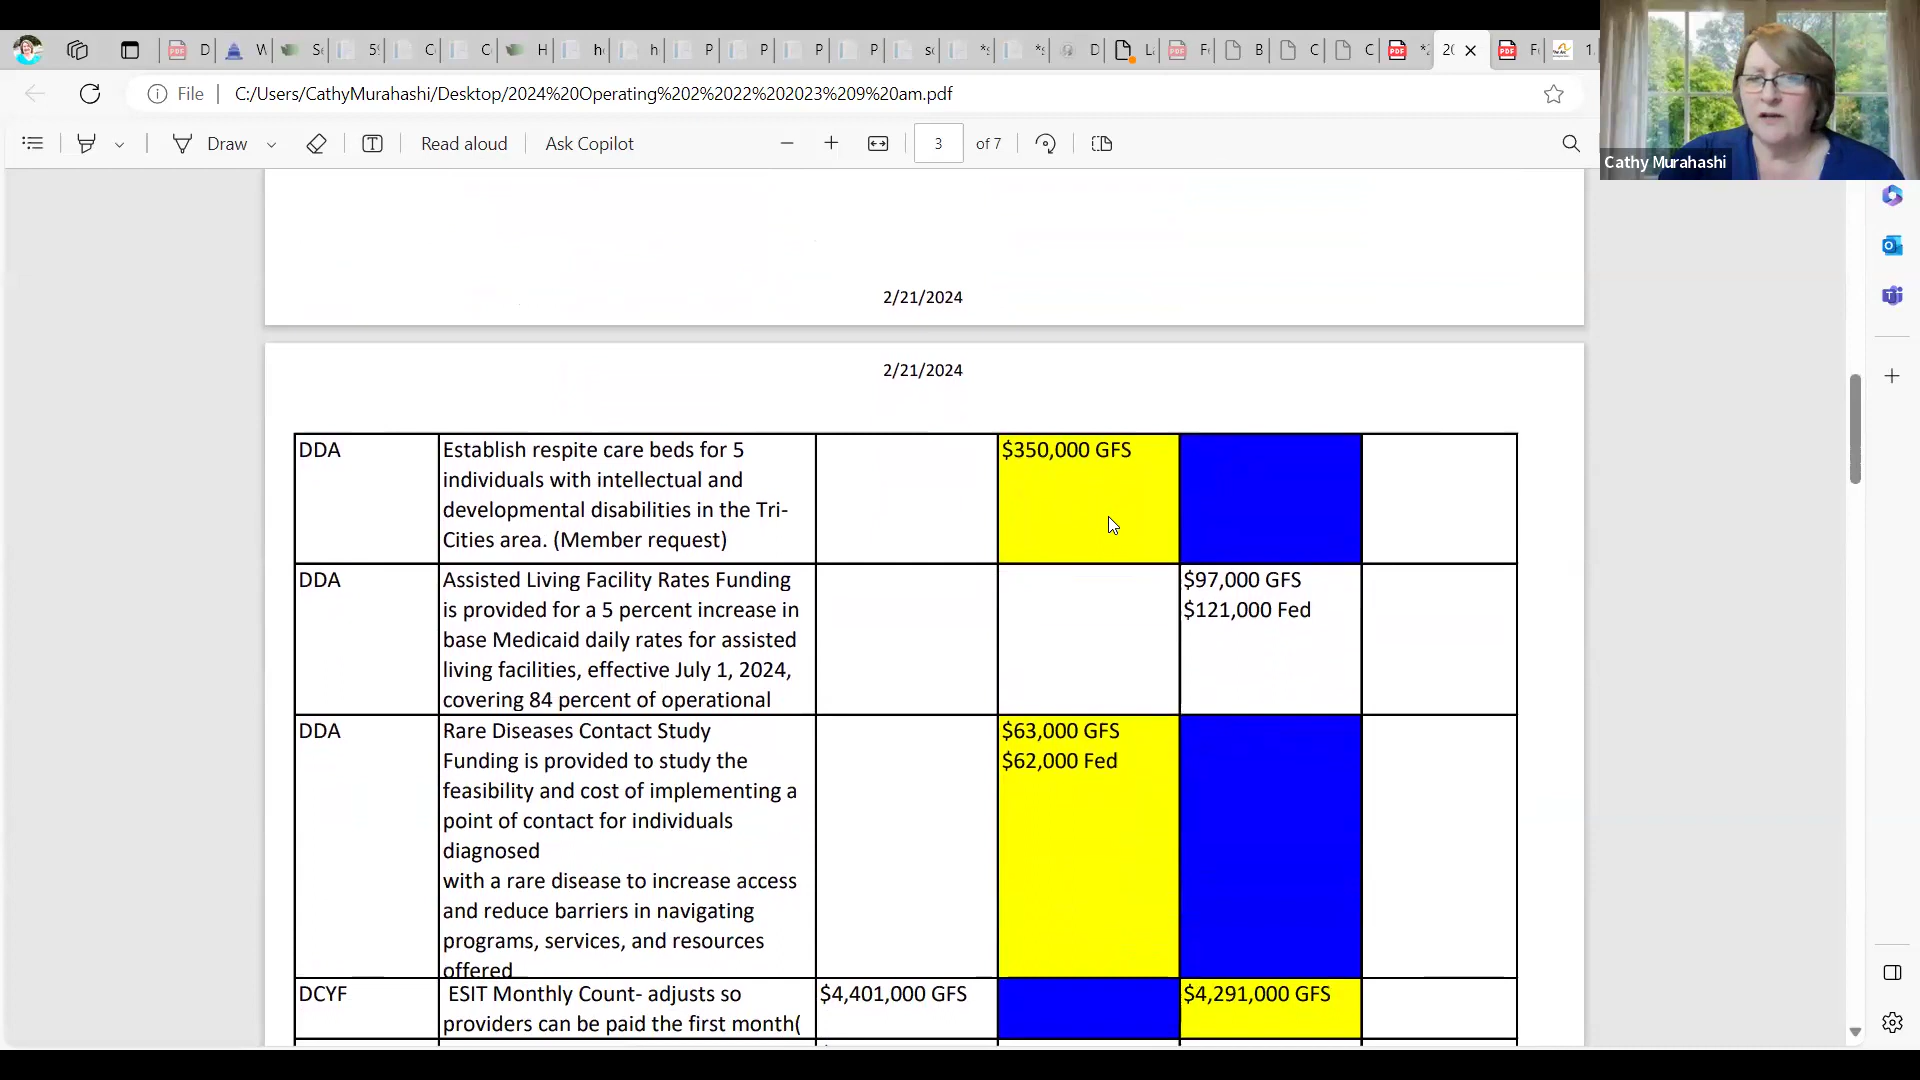 D
W
Se
59
C
C
H
h
h
P
P
P
P
so
*s
*s
D
La
F
B
C
C
*2
20
F
1
File
C:/Users/CathyMurahashi/Desktop/2024%20Operating%202%2022%202023%209%20am.pdf
Draw
Read aloud
Ask Copilot
3
of 7
Cathy Murahashi
2/21/2024
2/21/2024
DDA
Establish respite care beds for 5
individuals with intellectual and
developmental disabilities in the Tri-
Cities area. (Member request)
$350,000 GFS
DDA
Assisted Living Facility Rates Funding
is provided for a 5 percent increase in
base Medicaid daily rates for assisted
living facilities, effective July 1, 2024,
covering 84 percent of operational
$97,000 GFS
$121,000 Fed
DDA
Rare Diseases Contact Study
Funding is provided to study the
feasibility and cost of implementing a
point of contact for individuals
diagnosed
with a rare disease to increase access
and reduce barriers in navigating
programs, services, and resources
offered
$63,000 GFS
$62,000 Fed
DCYF
ESIT Monthly Count- adjusts so
providers can be paid the first month(
$4,401,000 GFS
$4,291,000 GFS